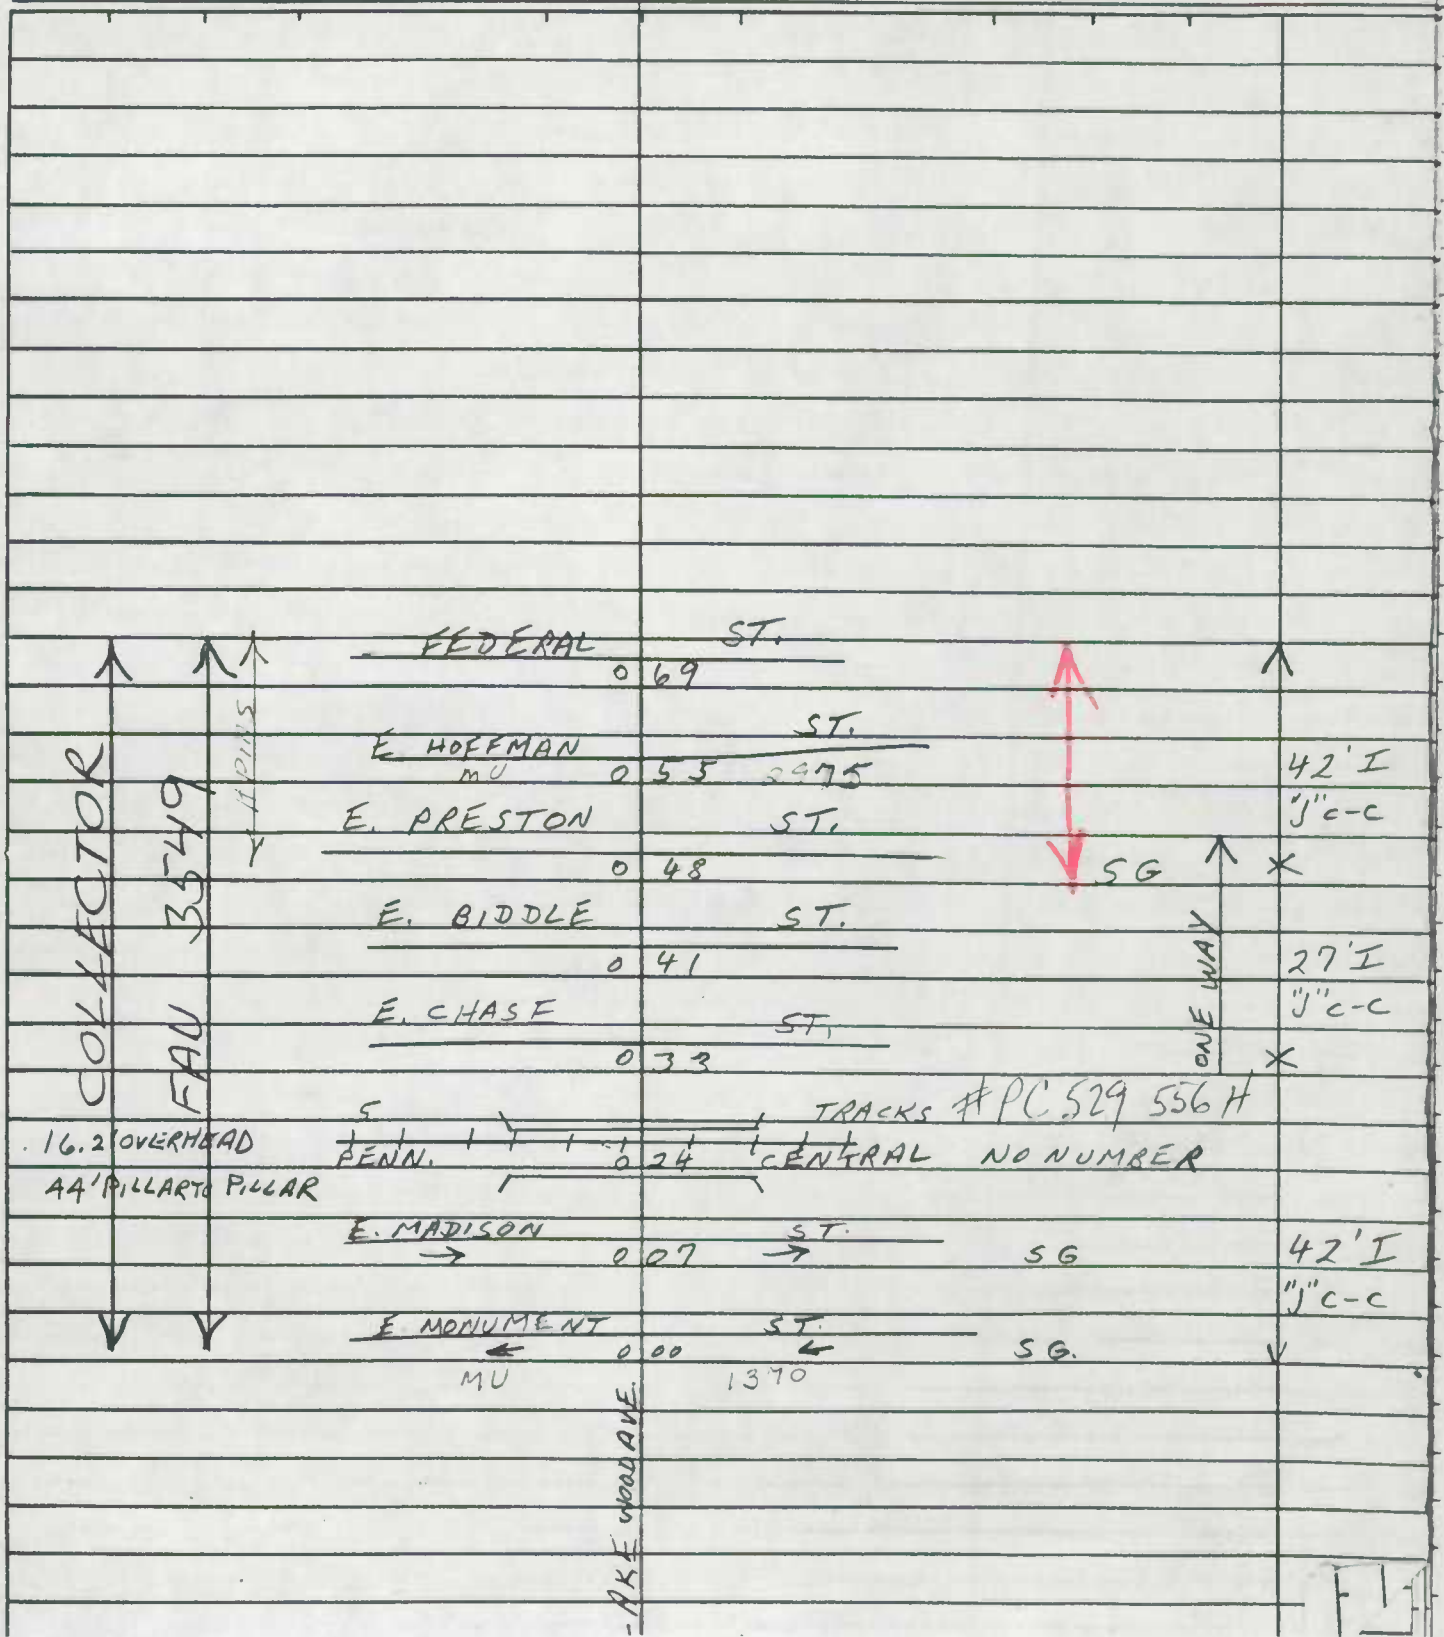 FEDERAL ST.
0 69
E. HOFFMAN ST.
MU 0 55 2975
42' I
"J" C-C
E. PRESTON ST.
0 48
SG
E. BIDDLE ST.
0 41
27' I
"J" C-C
E. CHASE ST.
0 33
ONE WAY
COLLECTOR
FAU 3549
5 TRACKS #PC 529 556 H
16.2' OVERHEAD
PENN. 0 24 CENTRAL NO NUMBER
44' PILLAR TO PILLAR
E. MADISON ST.
→ 0 07 → SG
42' I
"J" C-C
E. MONUMENT ST.
← 0 00 ← SG.
MU 1370
AKE WOOD AVE.